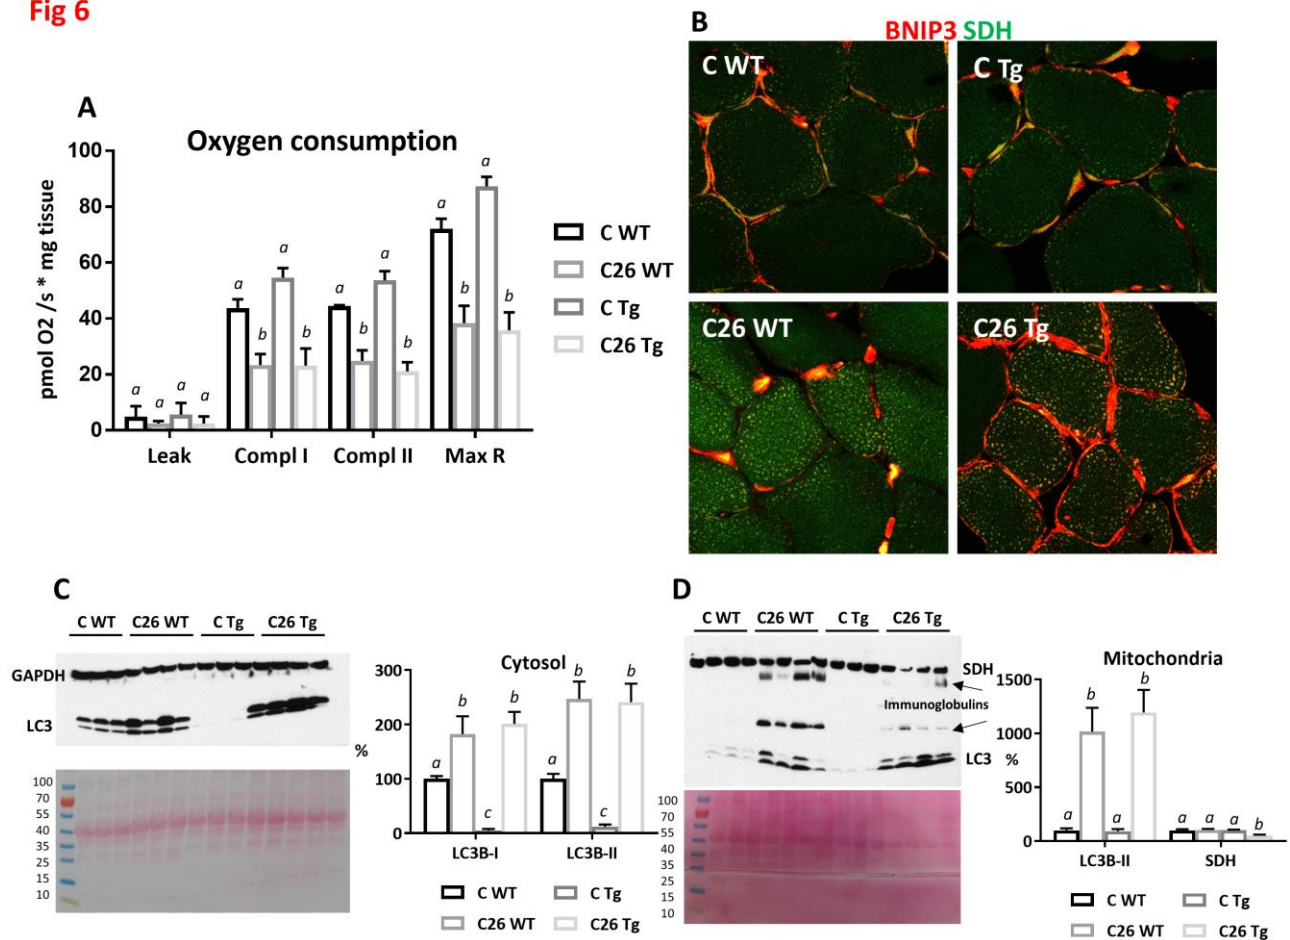 Fig 6
A
Oxygen consumption
pmol O2 /s * mg tissue
100
80
60
40
20
0
a
a
a
a
a
b
a
b
a
b
a
b
a
b
a
b
Leak
Compl I
Compl II
Max R
C WT
C26 WT
C Tg
C26 Tg
B
BNIP3 SDH
C WT
C Tg
C26 WT
C26 Tg
C
C WT
C26 WT
C Tg
C26 Tg
GAPDH
LC3
100
70
55
40
35
25
15
10
Cytosol
%
300
200
100
0
a
b
c
b
a
b
c
b
LC3B-I
LC3B-II
C WT
C Tg
C26 WT
C26 Tg
D
C WT
C26 WT
C Tg
C26 Tg
SDH
Immunoglobulins
LC3
100
70
55
40
35
25
15
10
Mitochondria
%
1500
1000
500
0
a
b
a
b
a
a
a
b
LC3B-II
SDH
C WT
C Tg
C26 WT
C26 Tg